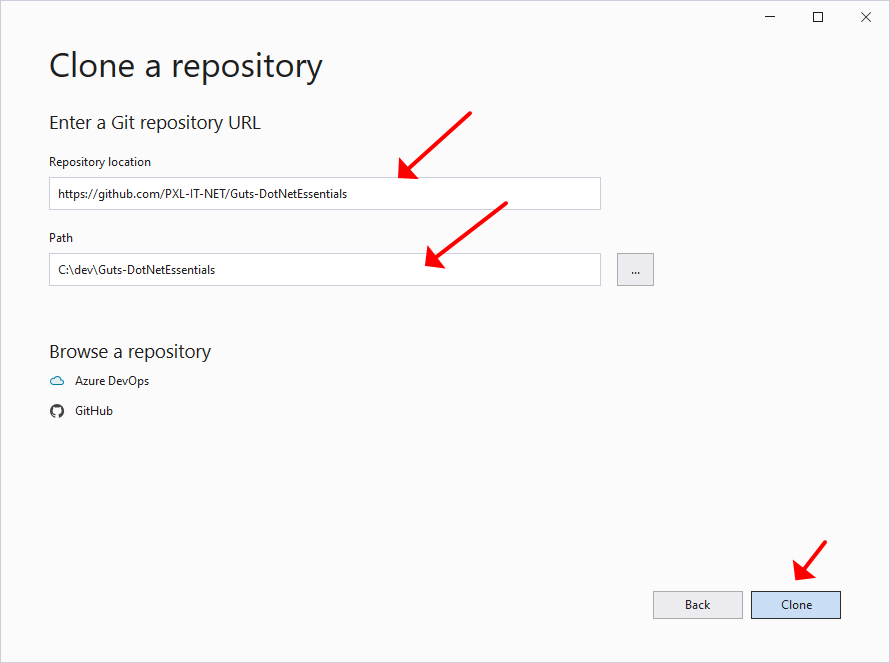 Clone a repository
Enter a Git repository URL
Repository location
https://github.com/PXL-IT-NET/Guts-DotNetEssentials
Path
C:\dev\Guts-DotNetEssentials
...
Browse a repository
Azure DevOps
GitHub
Back
Clone